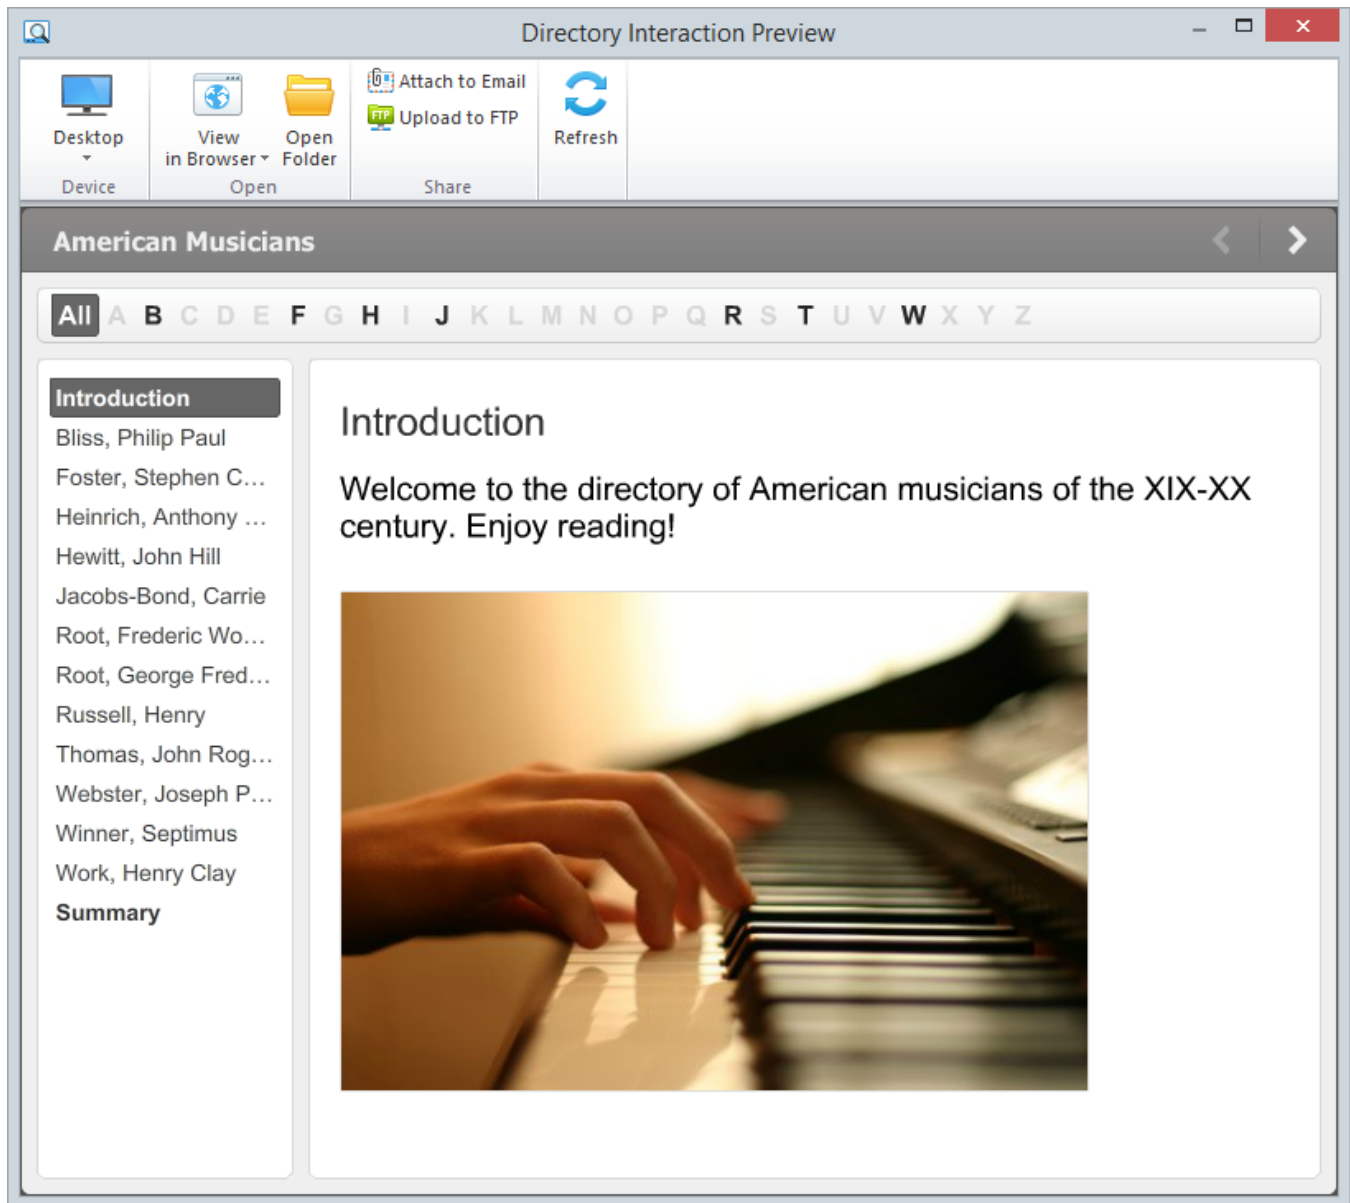 Directory Interaction Preview
Desktop
Device
View
in Browser
Open
Folder
Open
Attach to Email
FTP Upload to FTP
Share
Refresh
American Musicians
All A B C D E F G H I J K L M N O P Q R S T U V W X Y Z
Introduction
Bliss, Philip Paul
Foster, Stephen C...
Heinrich, Anthony ...
Hewitt, John Hill
Jacobs-Bond, Carrie
Root, Frederic Wo...
Root, George Fred...
Russell, Henry
Thomas, John Rog...
Webster, Joseph P...
Winner, Septimus
Work, Henry Clay
Summary
Introduction
Welcome to the directory of American musicians of the XIX-XX
century. Enjoy reading!